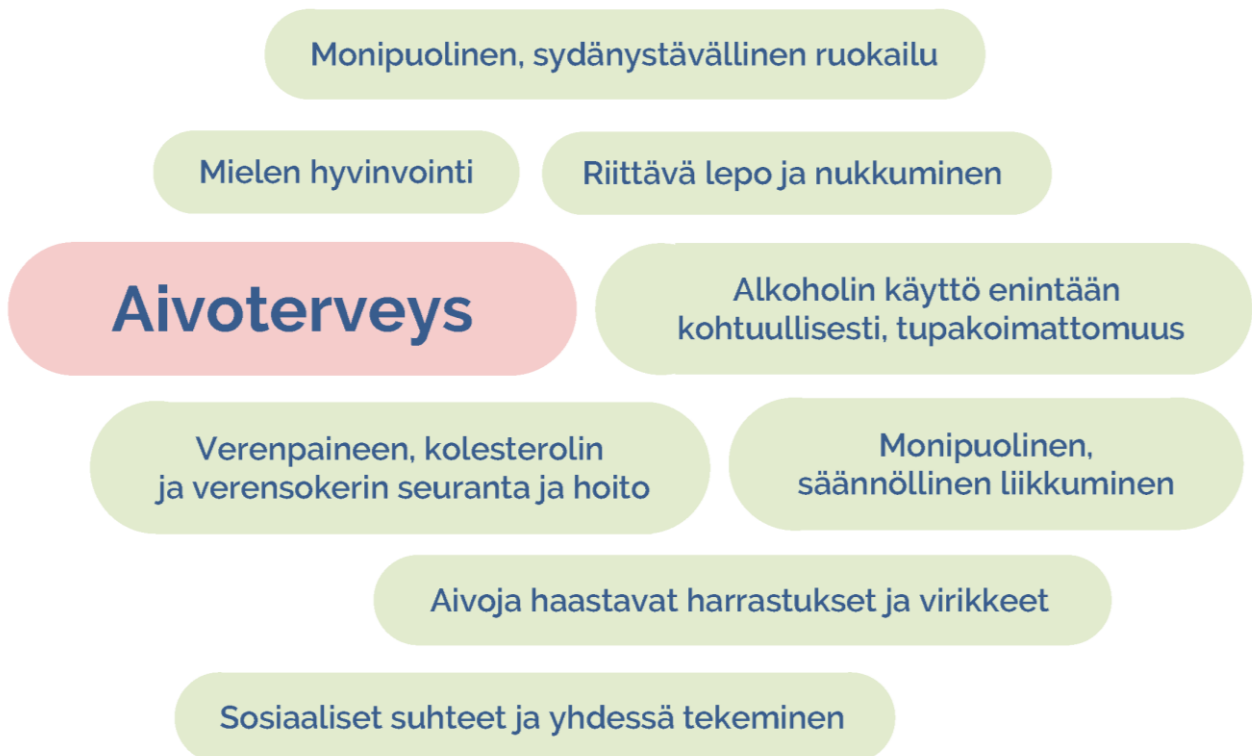 Monipuolinen, sydänystävällinen ruokailu
Mielen hyvinvointi
Riittävä lepo ja nukkuminen
Aivoterveys
Alkoholin käyttö enintään
kohtuullisesti, tupakoimattomuus
Verenpaineen, kolesterolin
ja verensokerin seuranta ja hoito
Monipuolinen,
säännöllinen liikkuminen
Aivoja haastavat harrastukset ja virikkeet
Sosiaaliset suhteet ja yhdessä tekeminen